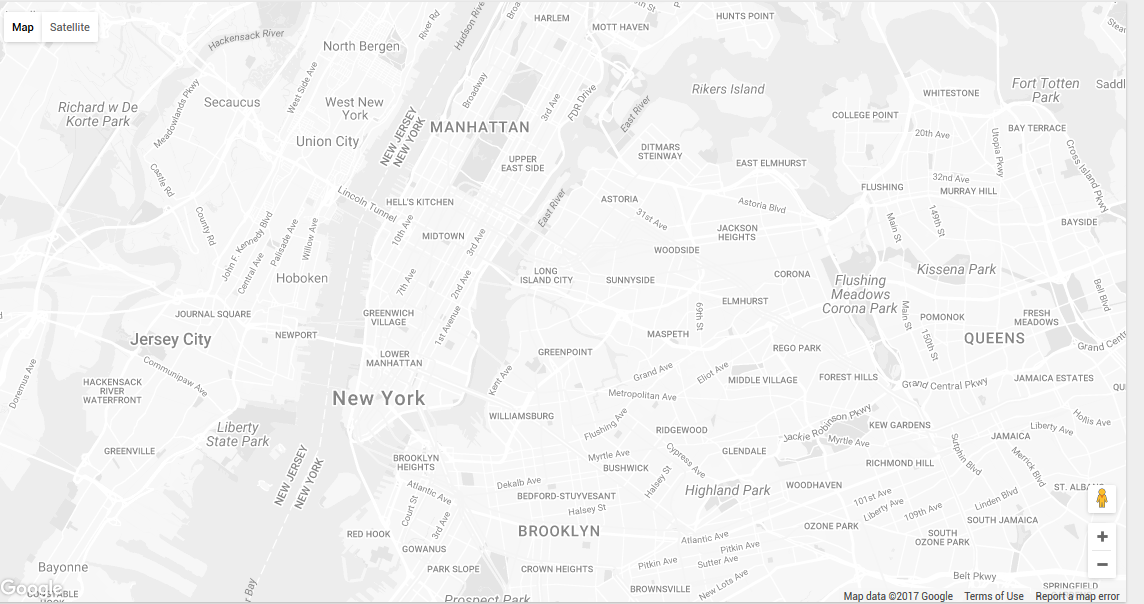 Map
Satellite
Hackensack River
River Rd
Hudson River
Broa
HARLEM
MOTT HAVEN
HUNTS POINT
North Bergen
West Side Ave
Broadway
Meadowlands Pkwy
Richard w De
Korte Park
Secaucus
West New
York
Union City
NEW JERSEY
NEW YORK
MANHATTAN
3rd Ave
FDR Drive
East River
Rikers Island
WHITESTONE
Fort Totten
Park
Saddl
COLLEGE POINT
20th Ave
Utopia Pkwy
BAY TERRACE
Cross Island Pkwy
UPPER
EAST SIDE
DITMARS
STEINWAY
EAST ELMHURST
Castle Rd
Lincoln Tunnel
HELL'S KITCHEN
East River
ASTORIA
31st Ave
Astoria Blvd
FLUSHING
32nd Ave
MURRAY HILL
County Rd
John F. Kennedy Blvd
Palisade Ave
Willow Ave
Central Ave
10th Ave
MIDTOWN
3rd Ave
Main St
149th St
BAYSIDE
JACKSON
HEIGHTS
WOODSIDE
Hoboken
7th Ave
2nd Ave
LONG
ISLAND CITY
SUNNYSIDE
CORONA
Flushing
Meadows
Corona Park
Kissena Park
Bell Blvd
JOURNAL SQUARE
GREENWICH
VILLAGE
1st Avenue
69th St
ELMHURST
Main St
POMONOK
FRESH
MEADOWS
Jersey City
NEWPORT
MASPETH
150th St
QUEENS
Grand Cent
Doremus Ave
Communipaw Ave
LOWER
MANHATTAN
GREENPOINT
REGO PARK
HACKENSACK
RIVER
WATERFRONT
New York
Kent Ave
Grand Ave
Eliot Ave
MIDDLE VILLAGE
FOREST HILLS
Grand Central Pkwy
JAMAICA ESTATES
QU
Metropolitan Ave
WILLIAMSBURG
Flushing Ave
Jackie Robinson Pkwy
Hollis Ave
Liberty
State Park
RIDGEWOOD
Myrtle Ave
KEW GARDENS
Liberty Ave
JAMAICA
GREENVILLE
NEW JERSEY
NEW YORK
BROOKLYN
HEIGHTS
Myrtle Ave
BUSHWICK
Cypress Ave
GLENDALE
RICHMOND HILL
Sutphin Blvd
Merrick Blvd
Atlantic Ave
Dekalb Ave
Halsey St
Highland Park
WOODHAVEN
ST. ALBA
BEDFORD-STUYVESANT
Halsey St
101st Ave
Liberty Ave
109th Ave
Linden Blvd
Court St
3rd Ave
BROOKLYN
OZONE PARK
SOUTH JAMAICA
RED HOOK
GOWANUS
Atlantic Ave
Pitkin Ave
SOUTH
OZONE PARK
Bayonne
PARK SLOPE
CROWN HEIGHTS
Pitkin Ave
Sutter Ave
New Lots Ave
Belt Pkwy
Google
r Bay
BROWNSVILLE
SPRINGFIELD
Prospect Park
Map data ©2017 Google
Terms of Use
Report a map error